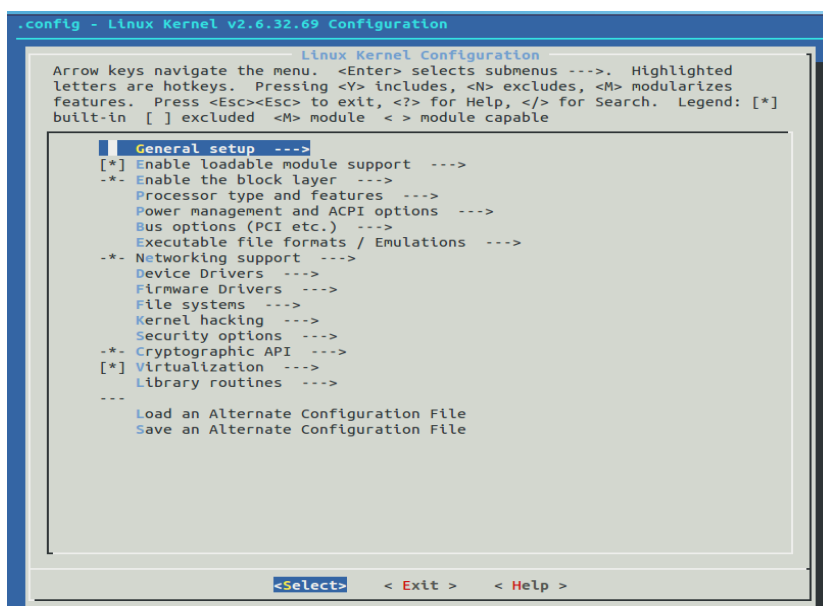 .config - Linux Kernel v2.6.32.69 Configuration
Linux Kernel Configuration
Arrow keys navigate the menu.  <Enter> selects submenus --->.  Highlighted
letters are hotkeys.  Pressing <Y> includes, <N> excludes, <M> modularizes
features.  Press <Esc><Esc> to exit, <?> for Help, </> for Search.  Legend: [*]
built-in  [ ] excluded  <M> module  < > module capable
General setup  --->
[*] Enable loadable module support  --->
-*- Enable the block layer  --->
Processor type and features  --->
Power management and ACPI options  --->
Bus options (PCI etc.)  --->
Executable file formats / Emulations  --->
-*- Networking support  --->
Device Drivers  --->
Firmware Drivers  --->
File systems  --->
Kernel hacking  --->
Security options  --->
-*- Cryptographic API  --->
[*] Virtualization  --->
Library routines  --->
---
Load an Alternate Configuration File
Save an Alternate Configuration File
<Select>    < Exit >    < Help >